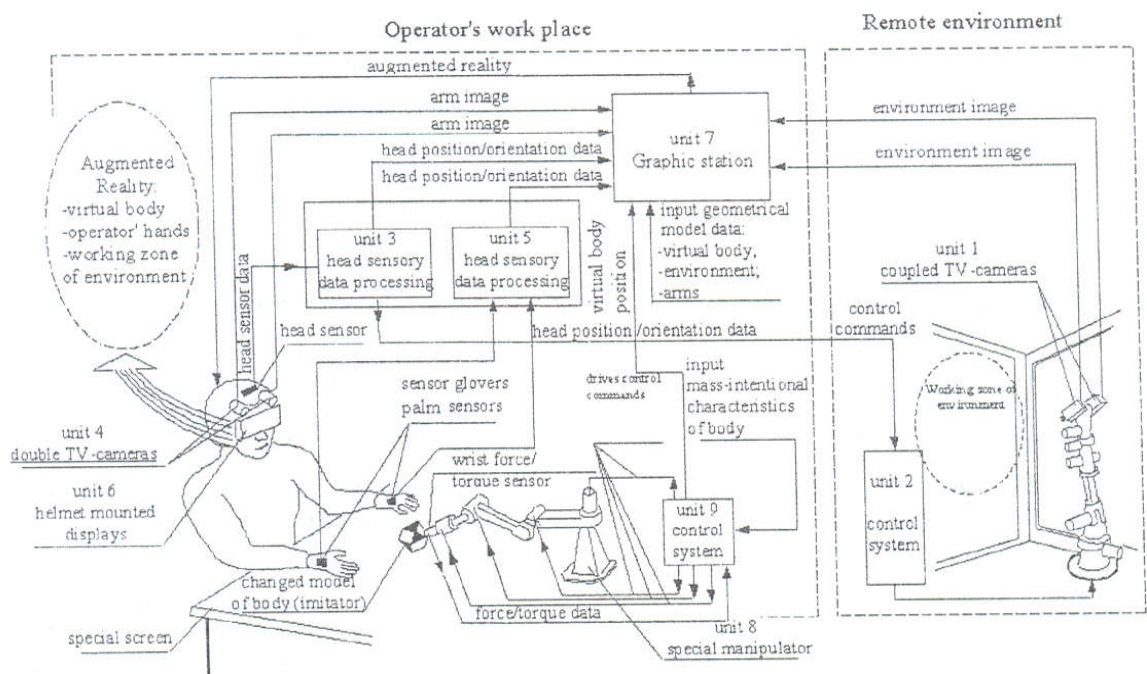 Operator's work place
Remote environment
augmented reality
arm image
arm image
head position/orientation data
head position/orientation data
unit 7
Graphic station
environment image
environment image
Augmented
Reality:
-virtual body
-operator' hands
-working zone
of environment
unit 3
head sensory
data processing
unit 5
head sensory
data processing
virtual body
position
input geometrical
model data:
-virtual body,
-environment;
-arms
unit 1
coupled TV-cameras
head sensor data
head sensor
head position/orientation data
control
commands
sensor glovers
palm sensors
drives control
commands
input
mass-intentional
characteristics
of body
Working zone of
environment
unit 4
double TV-cameras
unit 6
helmet mounted
displays
wrist force/
torque sensor
unit 9
control
system
unit 2
control
system
changed model
of body (imitator)
force/torque data
special screen
unit 8
special manipulator